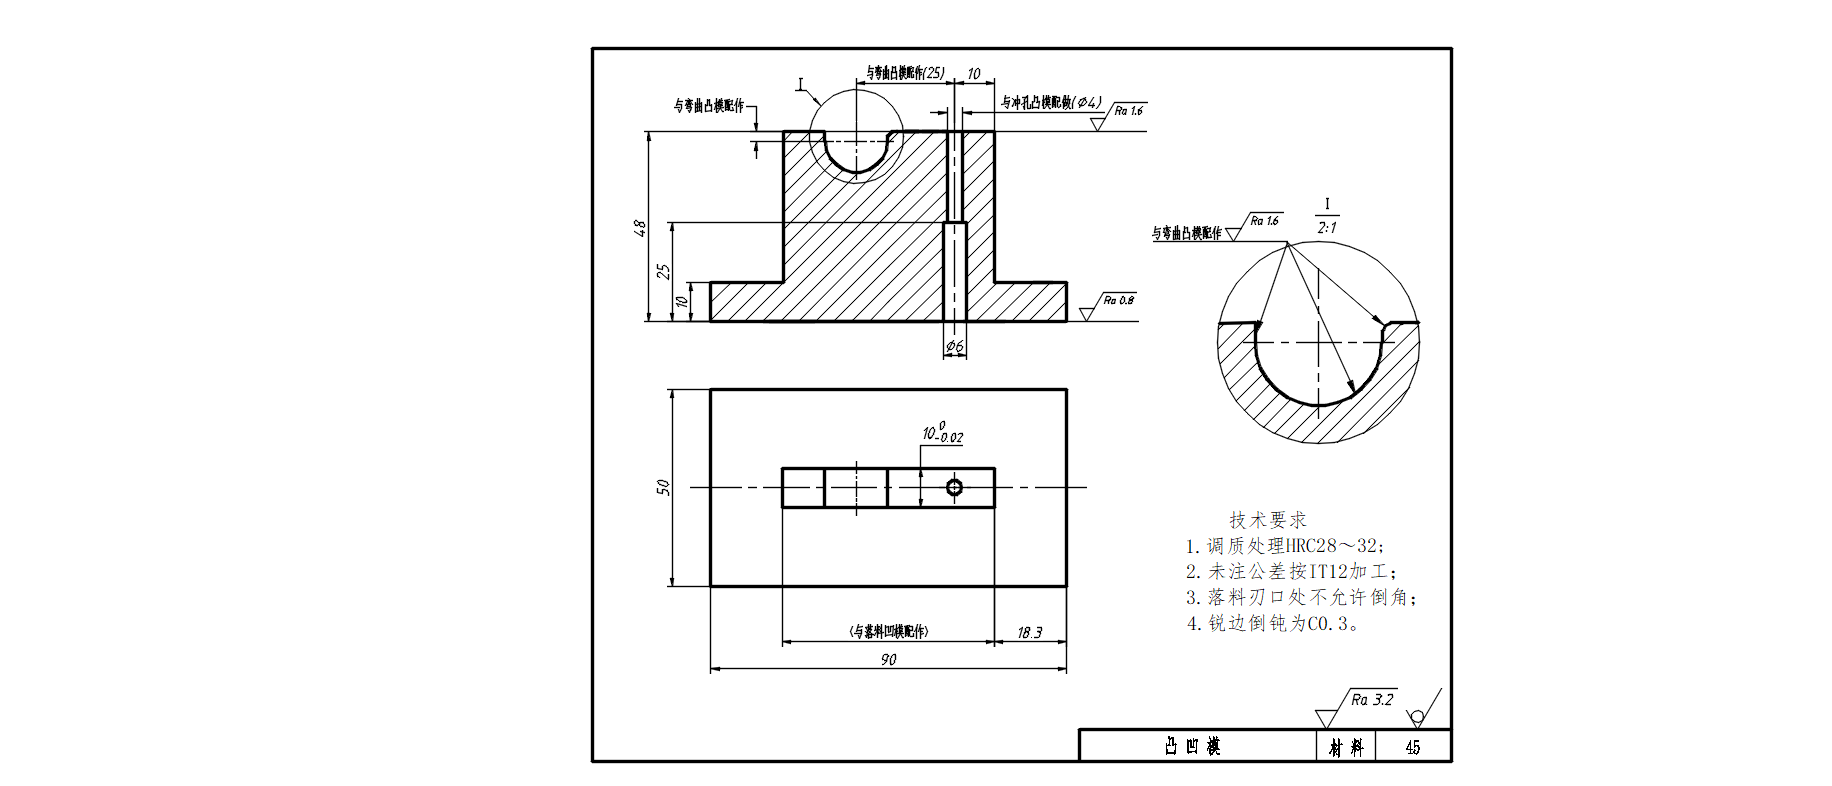 与弯曲凸模配作(25)
10
I
与弯曲凸模配作
与冲孔凸模配做(Φ4)
Ra 1.6
48
25
10
Ra 0.8
Φ6
I
2:1
与弯曲凸模配作
Ra 1.6
10 0 -0.02
50
(与落料凹模配作)
18.3
90
技术要求
1.调质处理HRC28～32；
2.未注公差按IT12加工；
3.落料刃口处不允许倒角；
4.锐边倒钝为C0.3。
Ra 3.2
凸凹模
材料
45